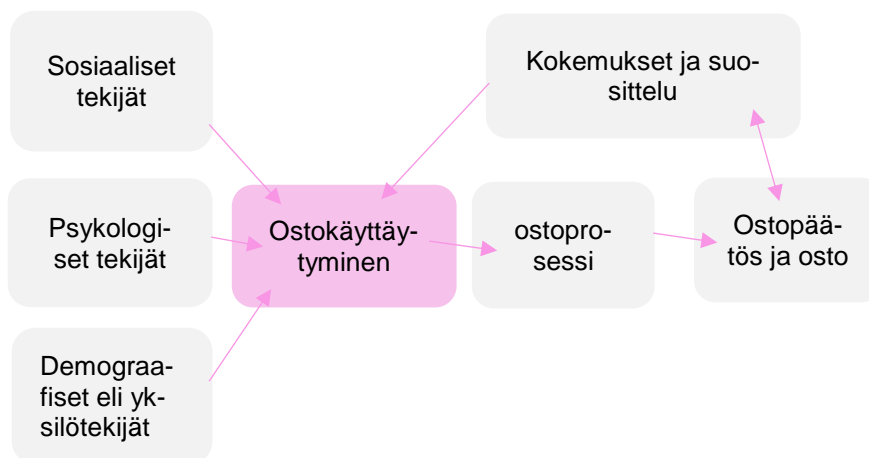 Sosiaaliset
tekijät
Kokemukset ja suo-
sittelu
Psykologi-
set tekijät
Ostokäyttäy-
tyminen
ostopro-
sessi
Ostopää-
tös ja osto
Demograa-
fiset eli yk-
silötekijät